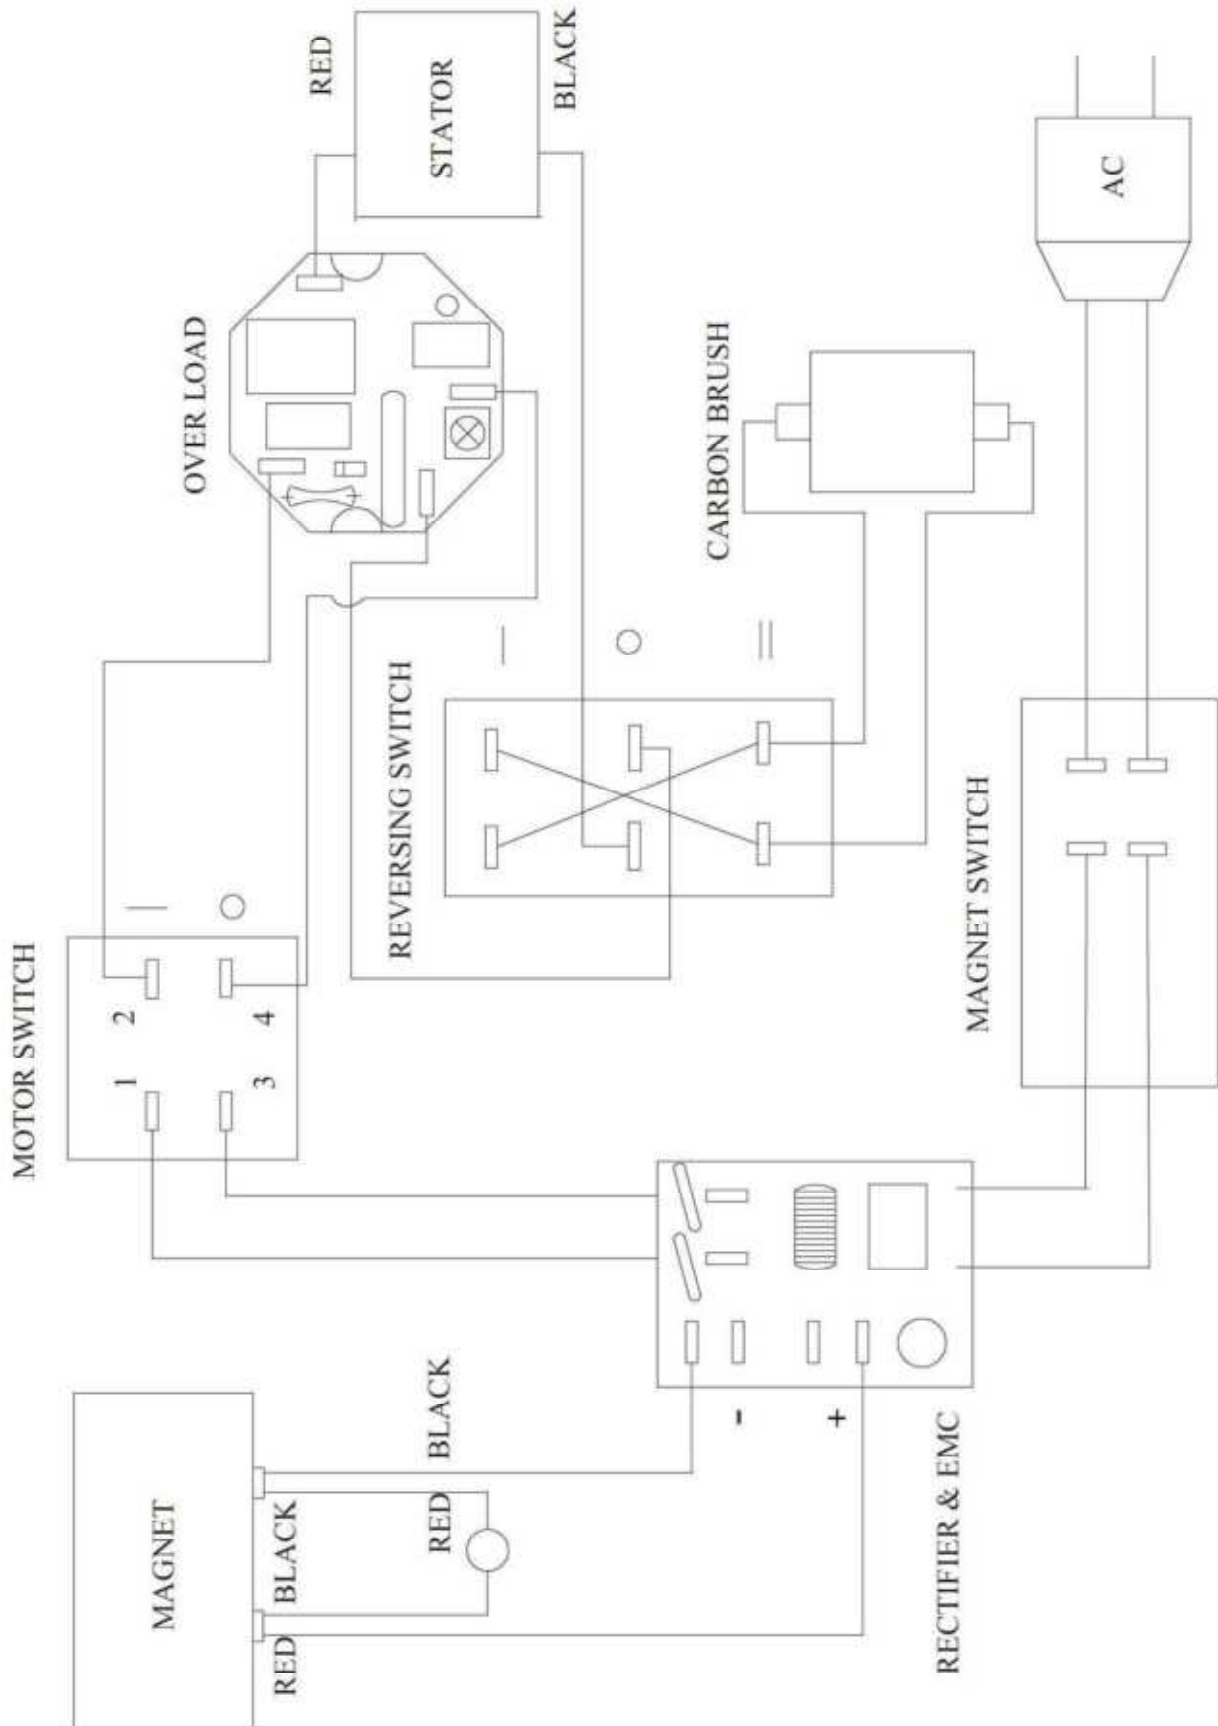 MOTOR SWITCH
1
2
3
4
OVER LOAD
RED
STATOR
BLACK
REVERSING SWITCH
CARBON BRUSH
AC
MAGNET SWITCH
MAGNET
RED
BLACK
RED
BLACK
-
+
RECTIFIER & EMC